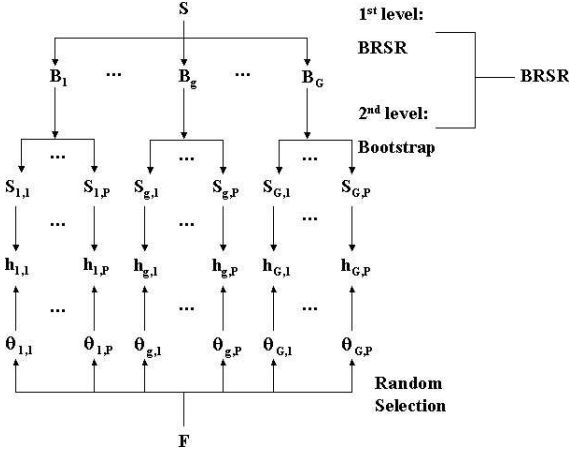 S
1st level:
BRSR
B1 ... Bg ... BG
BRSR
2nd level:
Bootstrap
... ... ...
S1,1 S1,P Sg,1 Sg,P SG,1 SG,P
... ... ...
h1,1 h1,P hg,1 hg,P hG,1 hG,P
... ... ...
θ1,1 θ1,P θg,1 θg,P θG,1 θG,P
Random
Selection
F